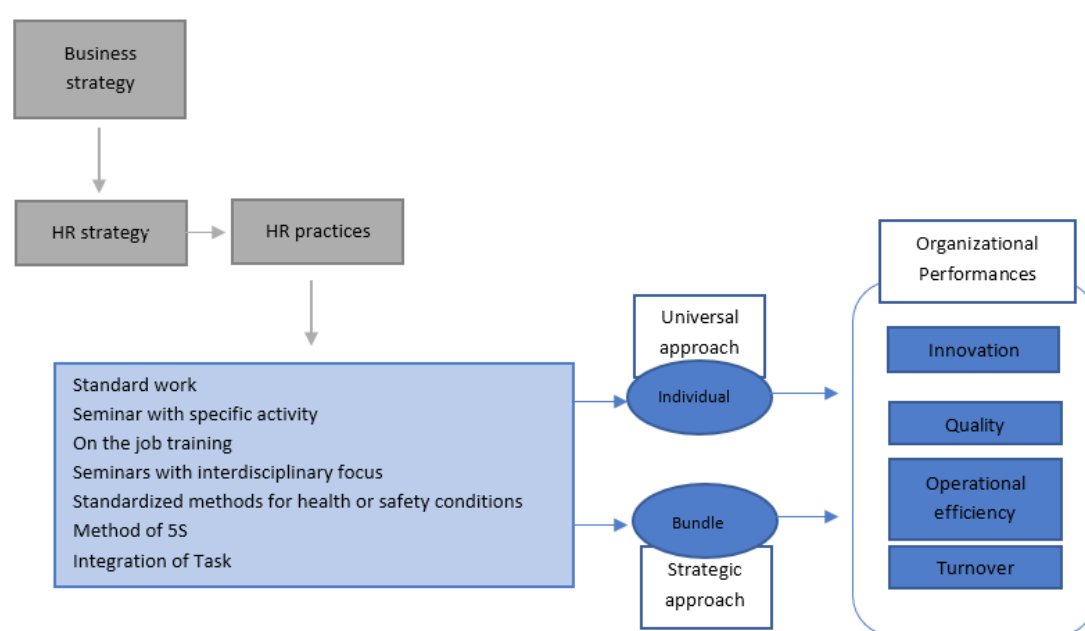 Business
strategy
HR strategy
HR practices
Standard work
Seminar with specific activity
On the job training
Seminars with interdisciplinary focus
Standardized methods for health or safety conditions
Method of 5S
Integration of Task
Universal
approach
Individual
Bundle
Strategic
approach
Organizational
Performances
Innovation
Quality
Operational
efficiency
Turnover